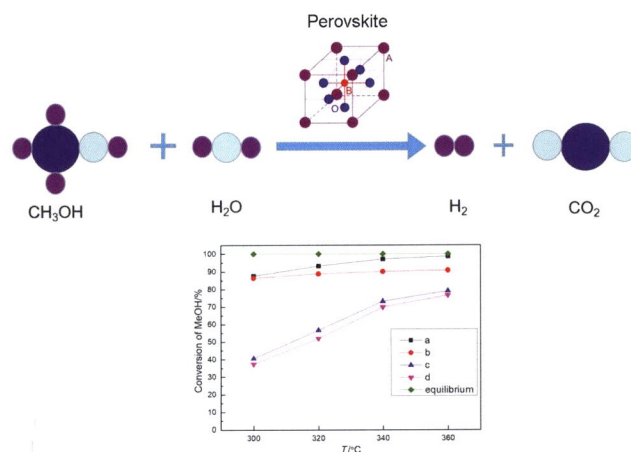 Perovskite
A
B
O
CH₃OH
H₂O
H₂
CO₂
100
90
80
70
60
50
40
30
20
10
0
Conversion of MeOH/%
a
b
c
d
equilibrium
300
320
340
360
T/°C